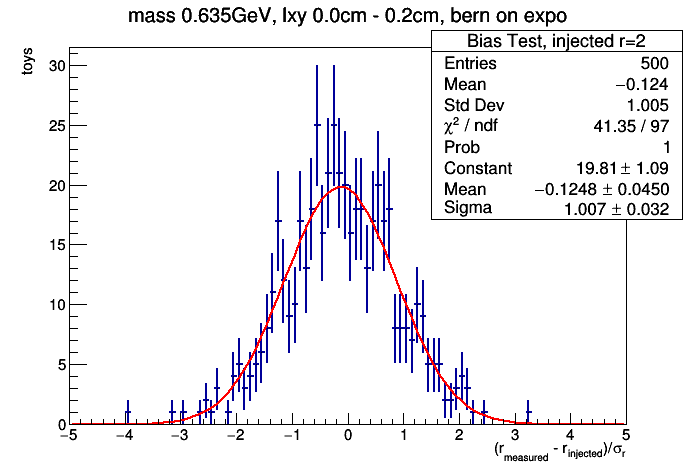 mass 0.635GeV, lxy 0.0cm - 0.2cm, bern on expo
Bias Test, injected r=2
Entries 500
Mean −0.124
Std Dev 1.005
χ² / ndf 41.35 / 97
Prob 1
Constant 19.81 ± 1.09
Mean −0.1248 ± 0.0450
Sigma 1.007 ± 0.032
toys
30
25
20
15
10
5
0
−5 −4 −3 −2 −1 0 1 2 3 4 5
(r_measured - r_injected)/σ_r